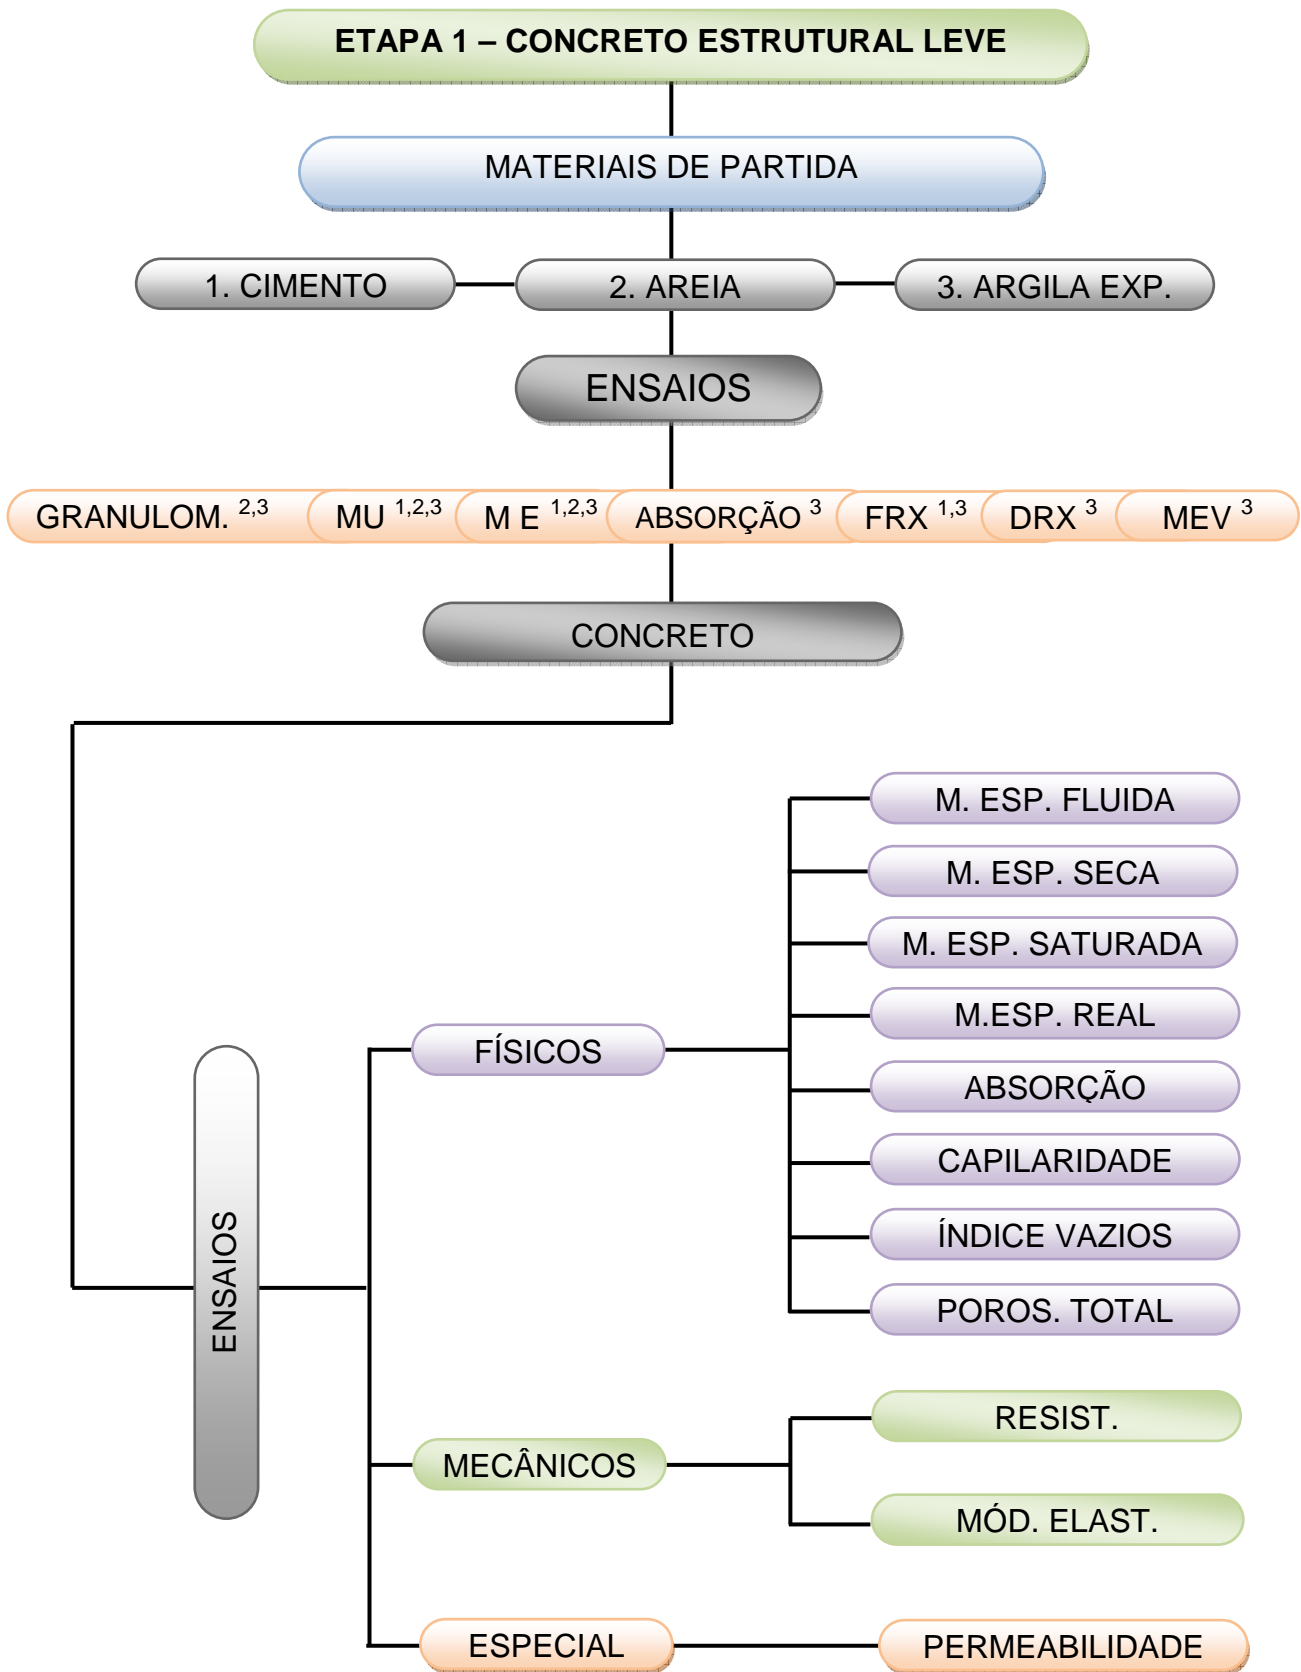 ETAPA 1 – CONCRETO ESTRUTURAL LEVE
MATERIAIS DE PARTIDA
1. CIMENTO
2. AREIA
3. ARGILA EXP.
ENSAIOS
GRANULOM. 2,3
MU 1,2,3
M E 1,2,3
ABSORÇÃO 3
FRX 1,3
DRX 3
MEV 3
CONCRETO
ENSAIOS
FÍSICOS
M. ESP. FLUIDA
M. ESP. SECA
M. ESP. SATURADA
M.ESP. REAL
ABSORÇÃO
CAPILARIDADE
ÍNDICE VAZIOS
POROS. TOTAL
MECÂNICOS
RESIST.
MÓD. ELAST.
ESPECIAL
PERMEABILIDADE